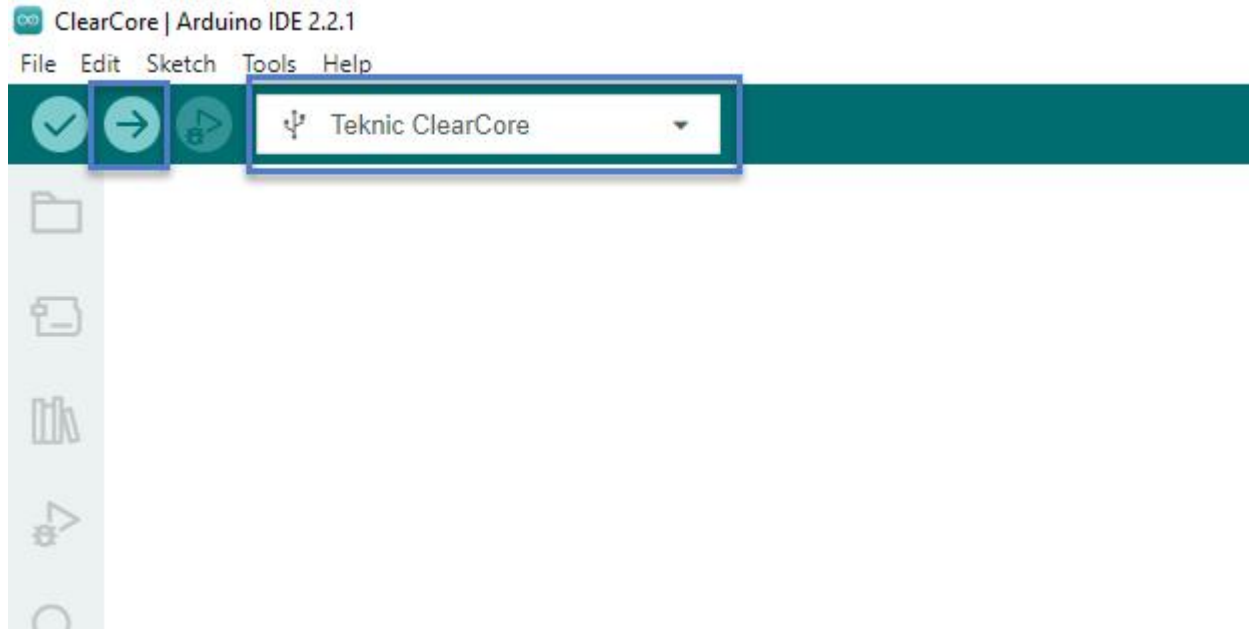 ClearCore | Arduino IDE 2.2.1
File Edit Sketch Tools Help
Teknic ClearCore